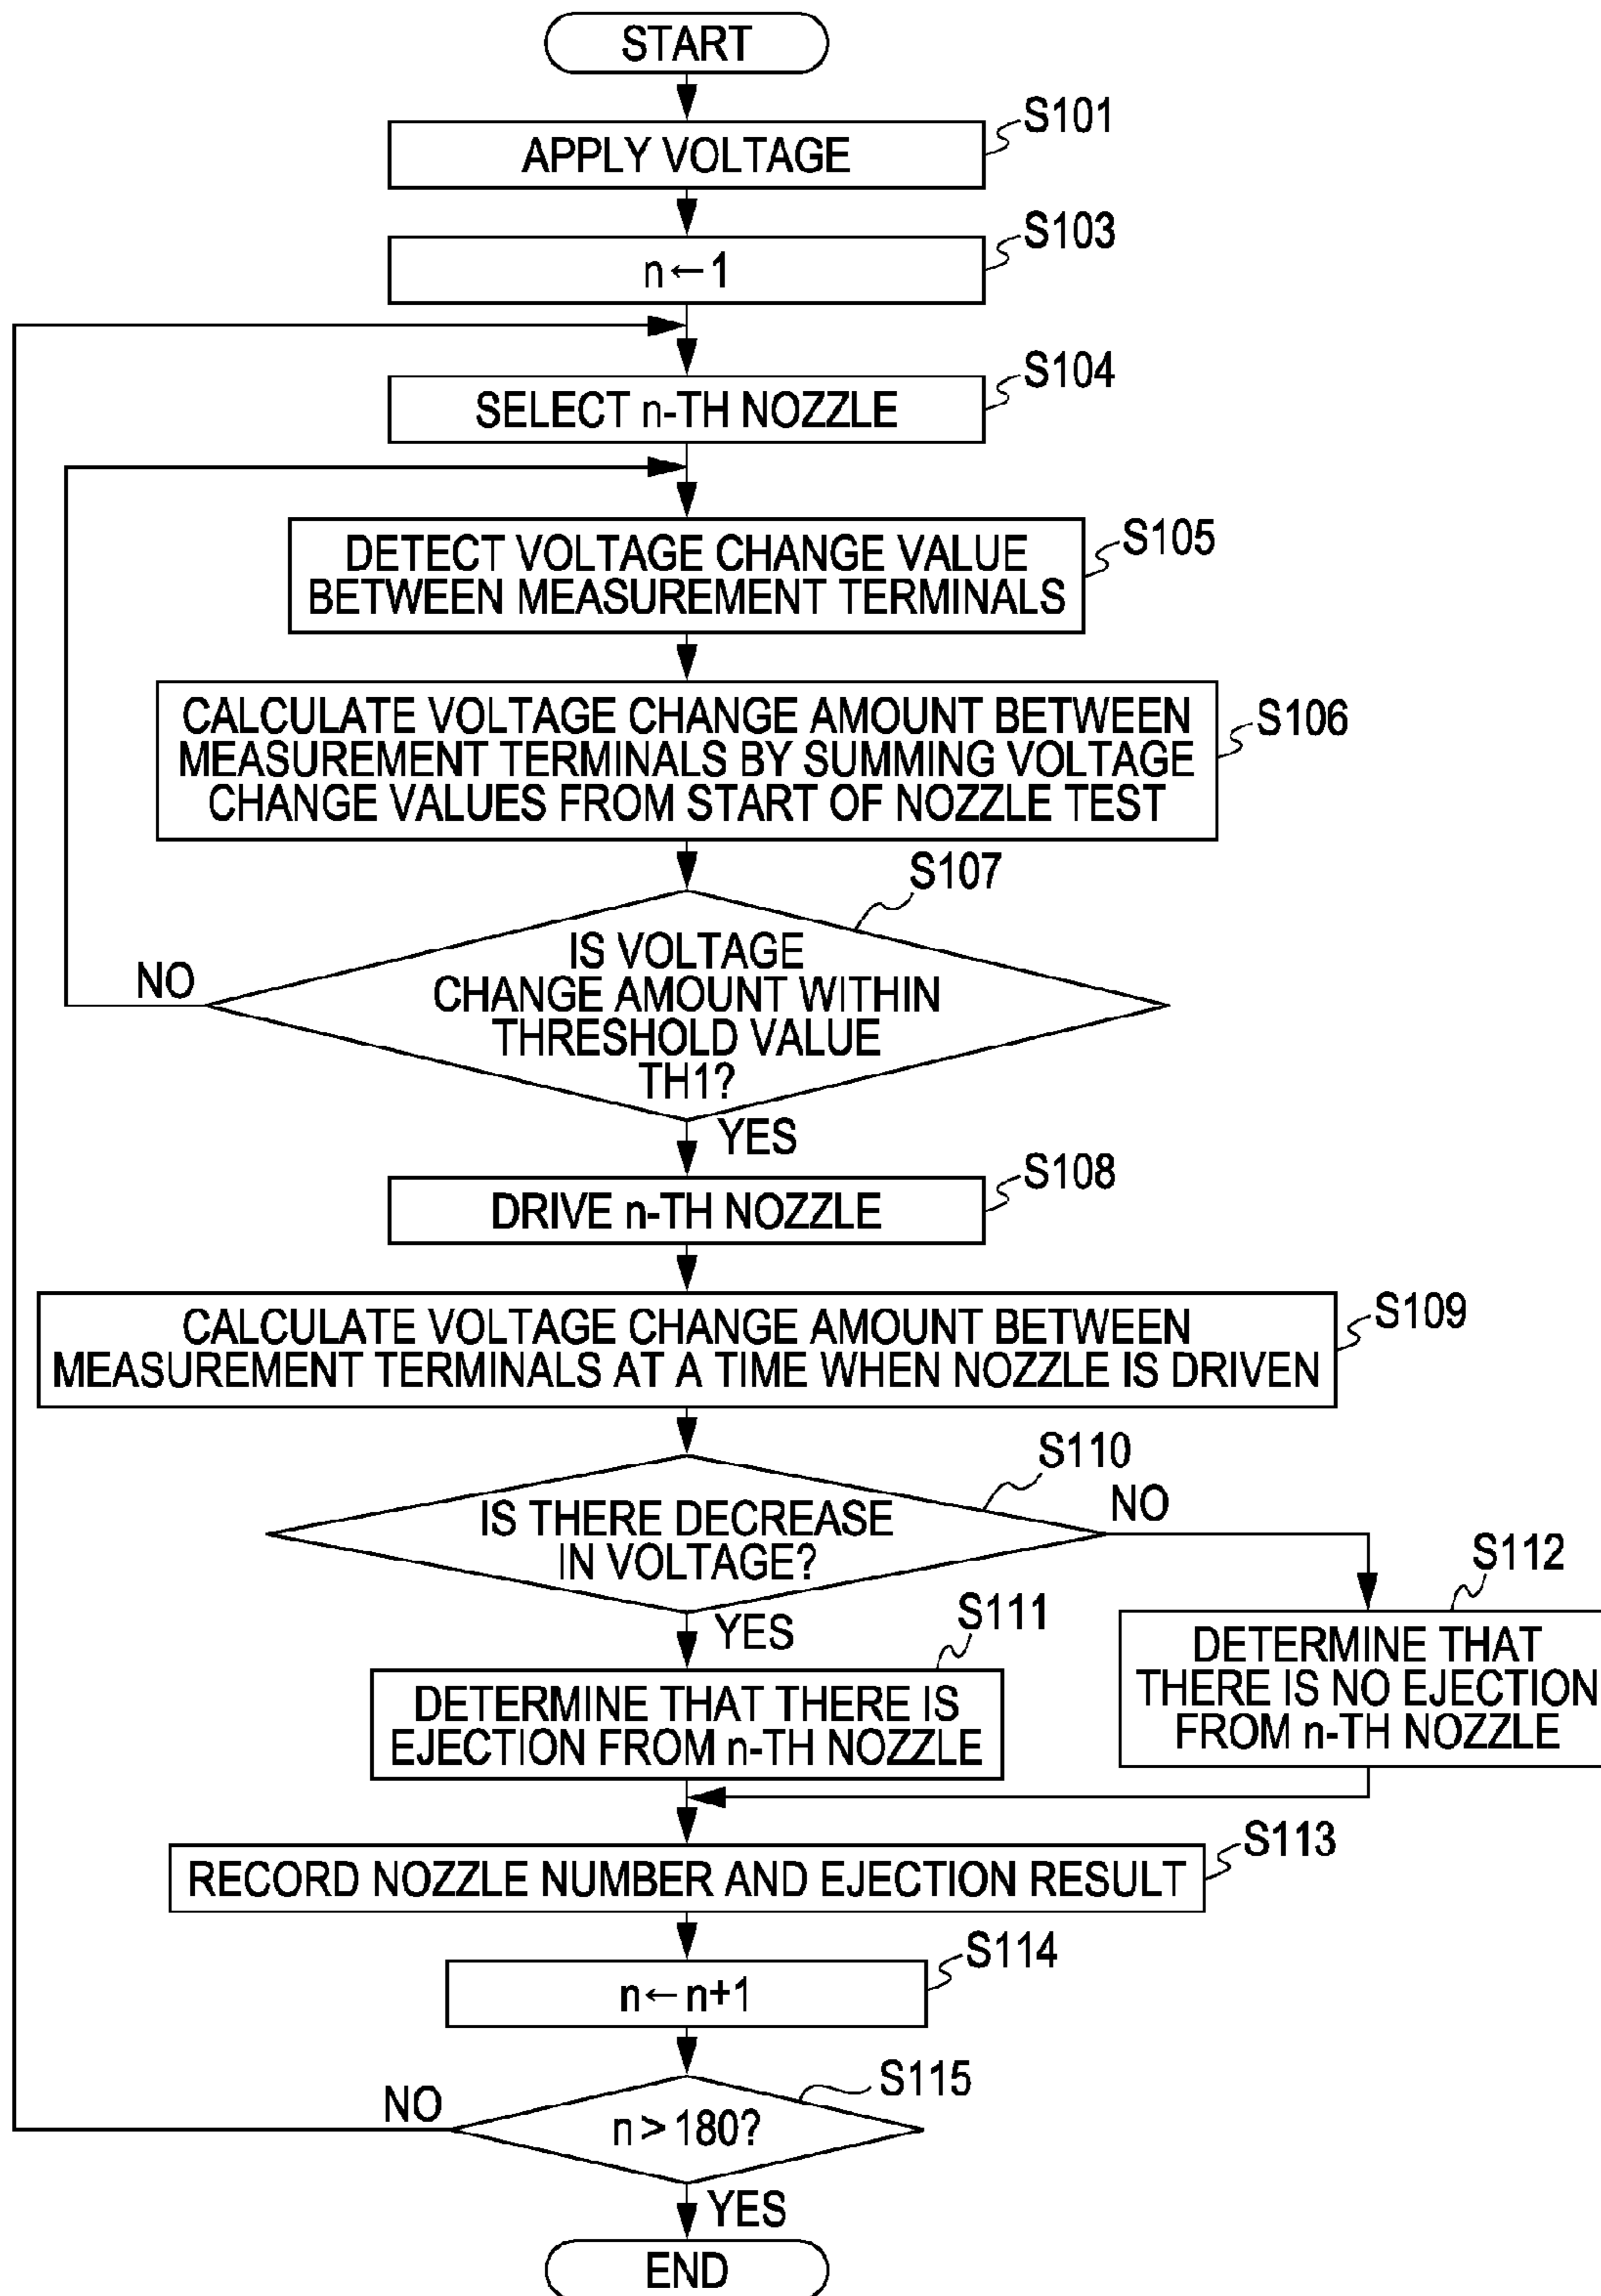 START
S101
APPLY VOLTAGE
S103
n←1
S104
SELECT n-TH NOZZLE
S105
DETECT VOLTAGE CHANGE VALUE
BETWEEN MEASUREMENT TERMINALS
S106
CALCULATE VOLTAGE CHANGE AMOUNT BETWEEN
MEASUREMENT TERMINALS BY SUMMING VOLTAGE
CHANGE VALUES FROM START OF NOZZLE TEST
S107
IS VOLTAGE
CHANGE AMOUNT WITHIN
THRESHOLD VALUE
TH1?
NO
YES
S108
DRIVE n-TH NOZZLE
S109
CALCULATE VOLTAGE CHANGE AMOUNT BETWEEN
MEASUREMENT TERMINALS AT A TIME WHEN NOZZLE IS DRIVEN
S110
IS THERE DECREASE
IN VOLTAGE?
NO
YES
S111
DETERMINE THAT THERE IS
EJECTION FROM n-TH NOZZLE
S112
DETERMINE THAT
THERE IS NO EJECTION
FROM n-TH NOZZLE
S113
RECORD NOZZLE NUMBER AND EJECTION RESULT
S114
n←n+1
S115
n > 180?
NO
YES
END